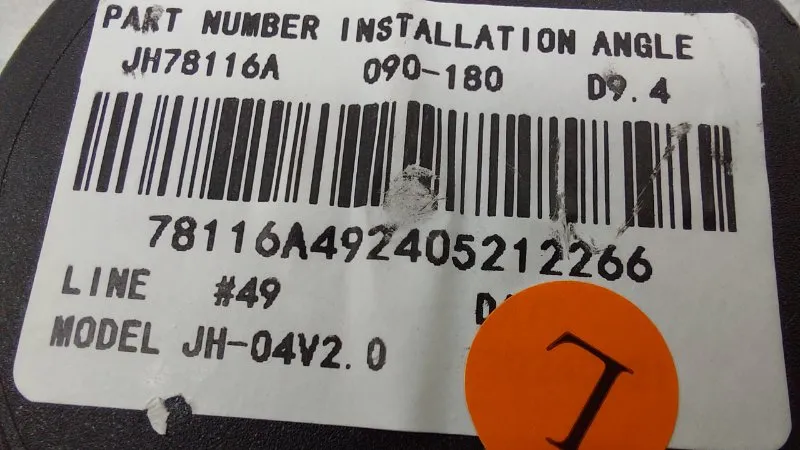 PART NUMBER INSTALLATION ANGLE
JH78116A 090-180 D9.4
78116A492405212266
LINE #49
MODEL JH-04V2.0
L